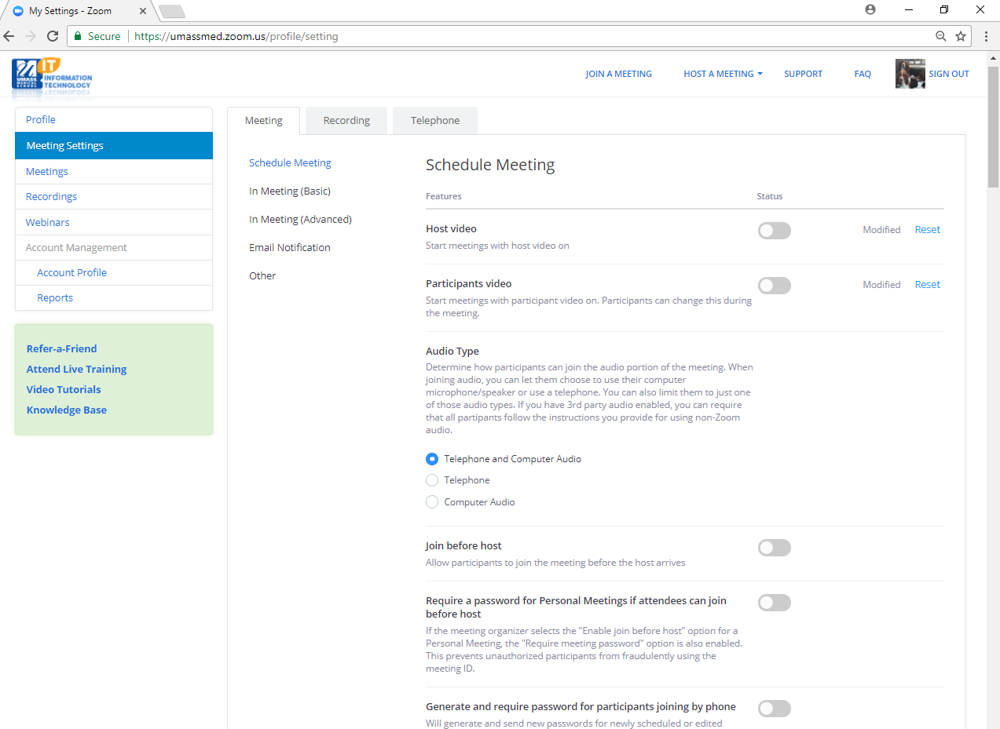 My Settings - Zoom
Secure
https://umassmed.zoom.us/profile/setting
IT
UMASS
MEDICAL
SCHOOL
INFORMATION
TECHNOLOGY
JOIN A MEETING
HOST A MEETING
SUPPORT
FAQ
SIGN OUT
Profile
Meeting Settings
Meetings
Recordings
Webinars
Account Management
Account Profile
Reports
Refer-a-Friend
Attend Live Training
Video Tutorials
Knowledge Base
Meeting
Recording
Telephone
Schedule Meeting
In Meeting (Basic)
In Meeting (Advanced)
Email Notification
Other
Schedule Meeting
Features
Status
Host video
Start meetings with host video on
Modified
Reset
Participants video
Start meetings with participant video on. Participants can change this during
the meeting.
Modified
Reset
Audio Type
Determine how participants can join the audio portion of the meeting. When
joining audio, you can let them choose to use their computer
microphone/speaker or use a telephone. You can also limit them to just one
of those audio types. If you have 3rd party audio enabled, you can require
that all partipants follow the instructions you provide for using non-Zoom
audio.
Telephone and Computer Audio
Telephone
Computer Audio
Join before host
Allow participants to join the meeting before the host arrives
Require a password for Personal Meetings if attendees can join
before host
If the meeting organizer selects the "Enable join before host" option for a
Personal Meeting, the "Require meeting password" option is also enabled.
This prevents unauthorized participants from fraudulently using the
meeting ID.
Generate and require password for participants joining by phone
Will generate and send new passwords for newly scheduled or edited